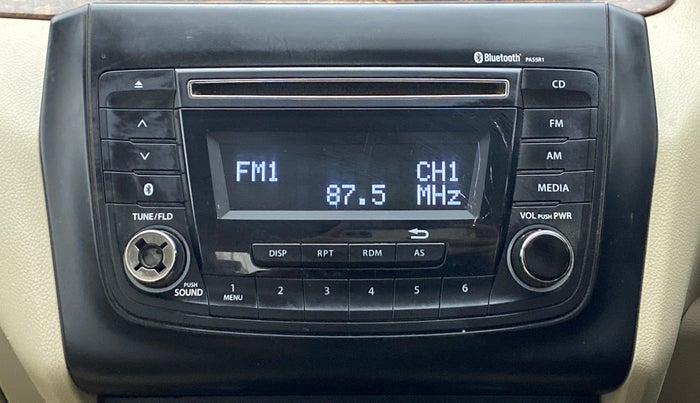 Bluetooth PASSR1
CD
FM
AM
MEDIA
FM1 CH1
87.5 MHz
TUNE/FLD
VOL PUSH PWR
DISP RPT RDM AS
PUSH
SOUND
1 2 3 4 5 6
MENU